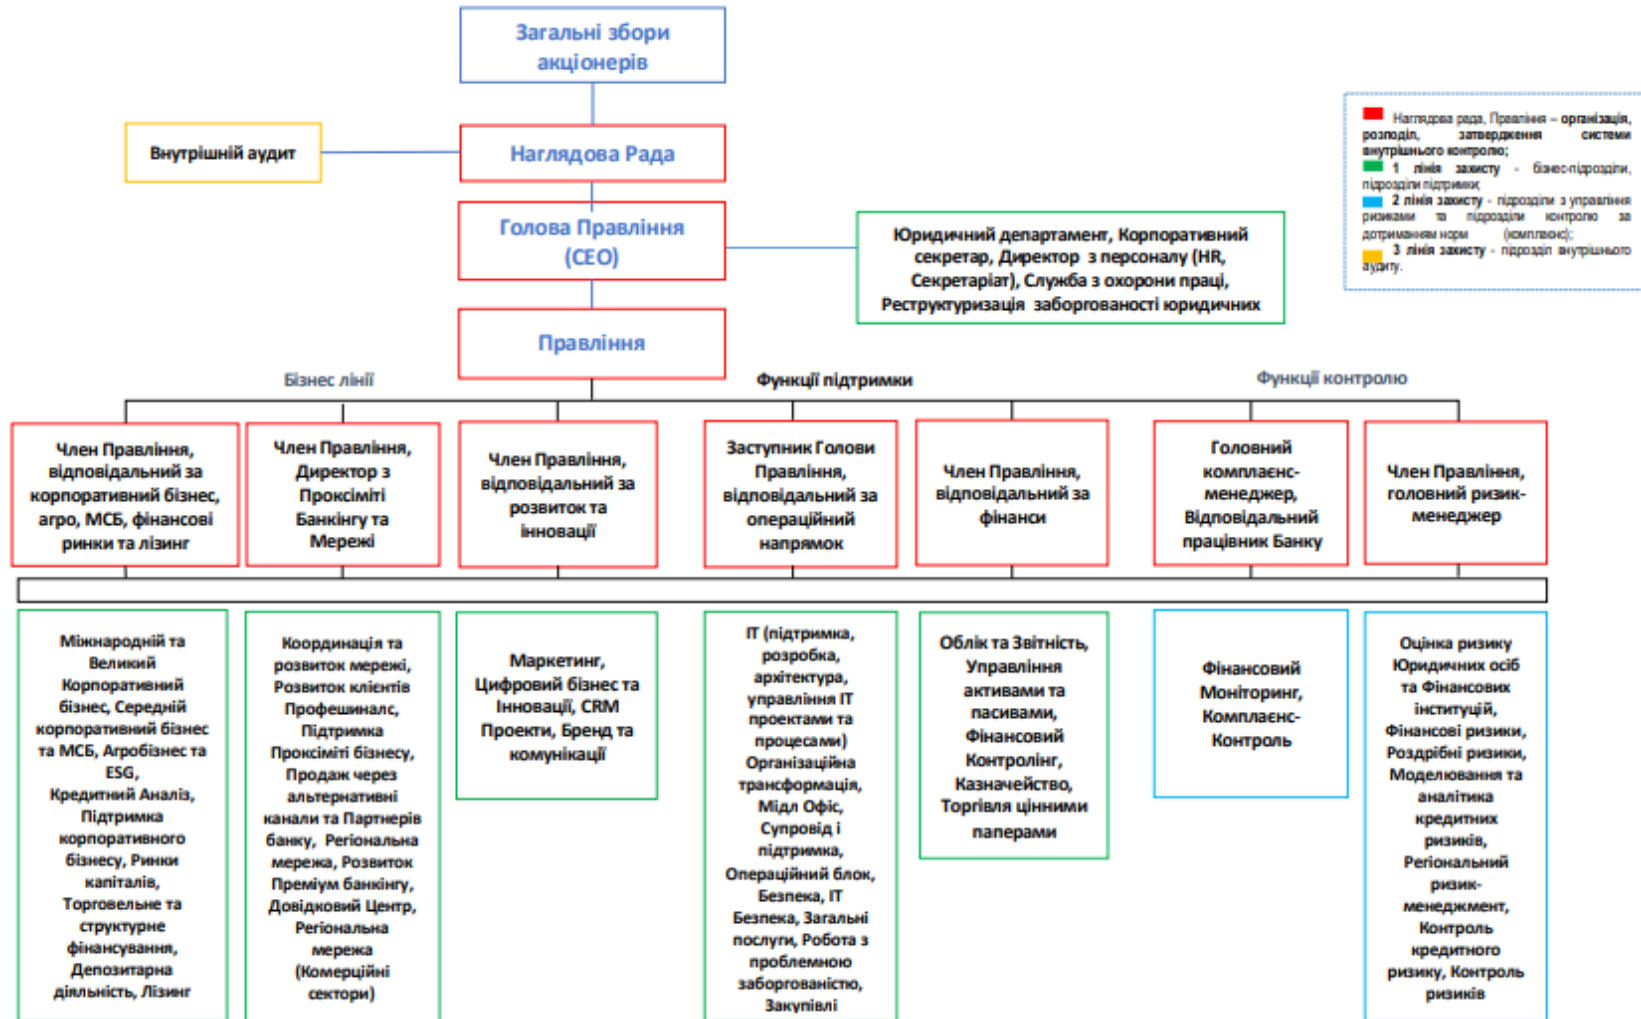 Загальні збори
акціонерів
Внутрішній аудит
Наглядова Рада
Голова Правління
(CEO)
Юридичний департамент, Корпоративний
секретар, Директор з персоналу (HR,
Секретаріат), Служба з охорони праці,
Реструктуризація заборгованості юридичних
Наглядова рада, Правління – організація,
розподіл, затвердження системи
внутрішнього контролю;
1 лінія захисту - бізнес-підрозділи,
підрозділи підтримки;
2 лінія захисту - підрозділи з управління
ризиками та підрозділи контролю за
дотриманням норм (комплаєнс);
3 лінія захисту - підрозділ внутрішнього
аудиту.
Правління
Бізнес лінії
Функції підтримки
Функції контролю
Член Правління,
відповідальний за
корпоративний бізнес,
агро, МСБ, фінансові
ринки та лізинг
Член Правління,
Директор з
Проксіміті
Банкінгу та
Мережі
Член Правління,
відповідальний за
розвиток та
інновації
Заступник Голови
Правління,
відповідальний за
операційний
напрямок
Член Правління,
відповідальний за
фінанси
Головний
комплаєнс-
менеджер,
Відповідальний
працівник Банку
Член Правління,
головний ризик-
менеджер
Міжнародній та
Великий
Корпоративний
бізнес, Середній
корпоративний бізнес
та МСБ, Агробізнес та
ESG,
Кредитний Аналіз,
Підтримка
корпоративного
бізнесу, Ринки
капіталів,
Торговельне та
структурне
фінансування,
Депозитарна
діяльність, Лізинг
Координація та
розвиток мережі,
Розвиток клієнтів
Професіиналс,
Підтримка
Проксіміті бізнесу,
Продаж через
альтернативні
канали та Партнерів
банку, Регіональна
мережа, Розвиток
Преміум банкінгу,
Довідковий Центр,
Регіональна
мережа
(Комерційні
сектори)
Маркетинг,
Цифровий бізнес та
Інновації, CRM
Проекти, Бренд та
комунікації
ІТ (підтримка,
розробка,
архітектура,
управління ІТ
проектами та
процесами)
Організаційна
трансформація,
Мідл Офіс,
Супровід і
підтримка,
Операційний блок,
Безпека, ІТ
Безпека, Загальні
послуги, Робота з
проблемною
заборгованістю,
Закупівлі
Облік та Звітність,
Управління
активами та
пасивами,
Фінансовий
Контролінг,
Казначейство,
Торгівля цінними
паперами
Фінансовий
Моніторинг,
Комплаєнс-
Контроль
Оцінка ризику
Юридичних осіб
та Фінансових
інституцій,
Фінансові ризики,
Роздрібні ризики,
Моделювання та
аналітика
кредитних
ризиків,
Регіональний
ризик-
менеджмент,
Контроль
кредитного
ризику, Контроль
ризиків